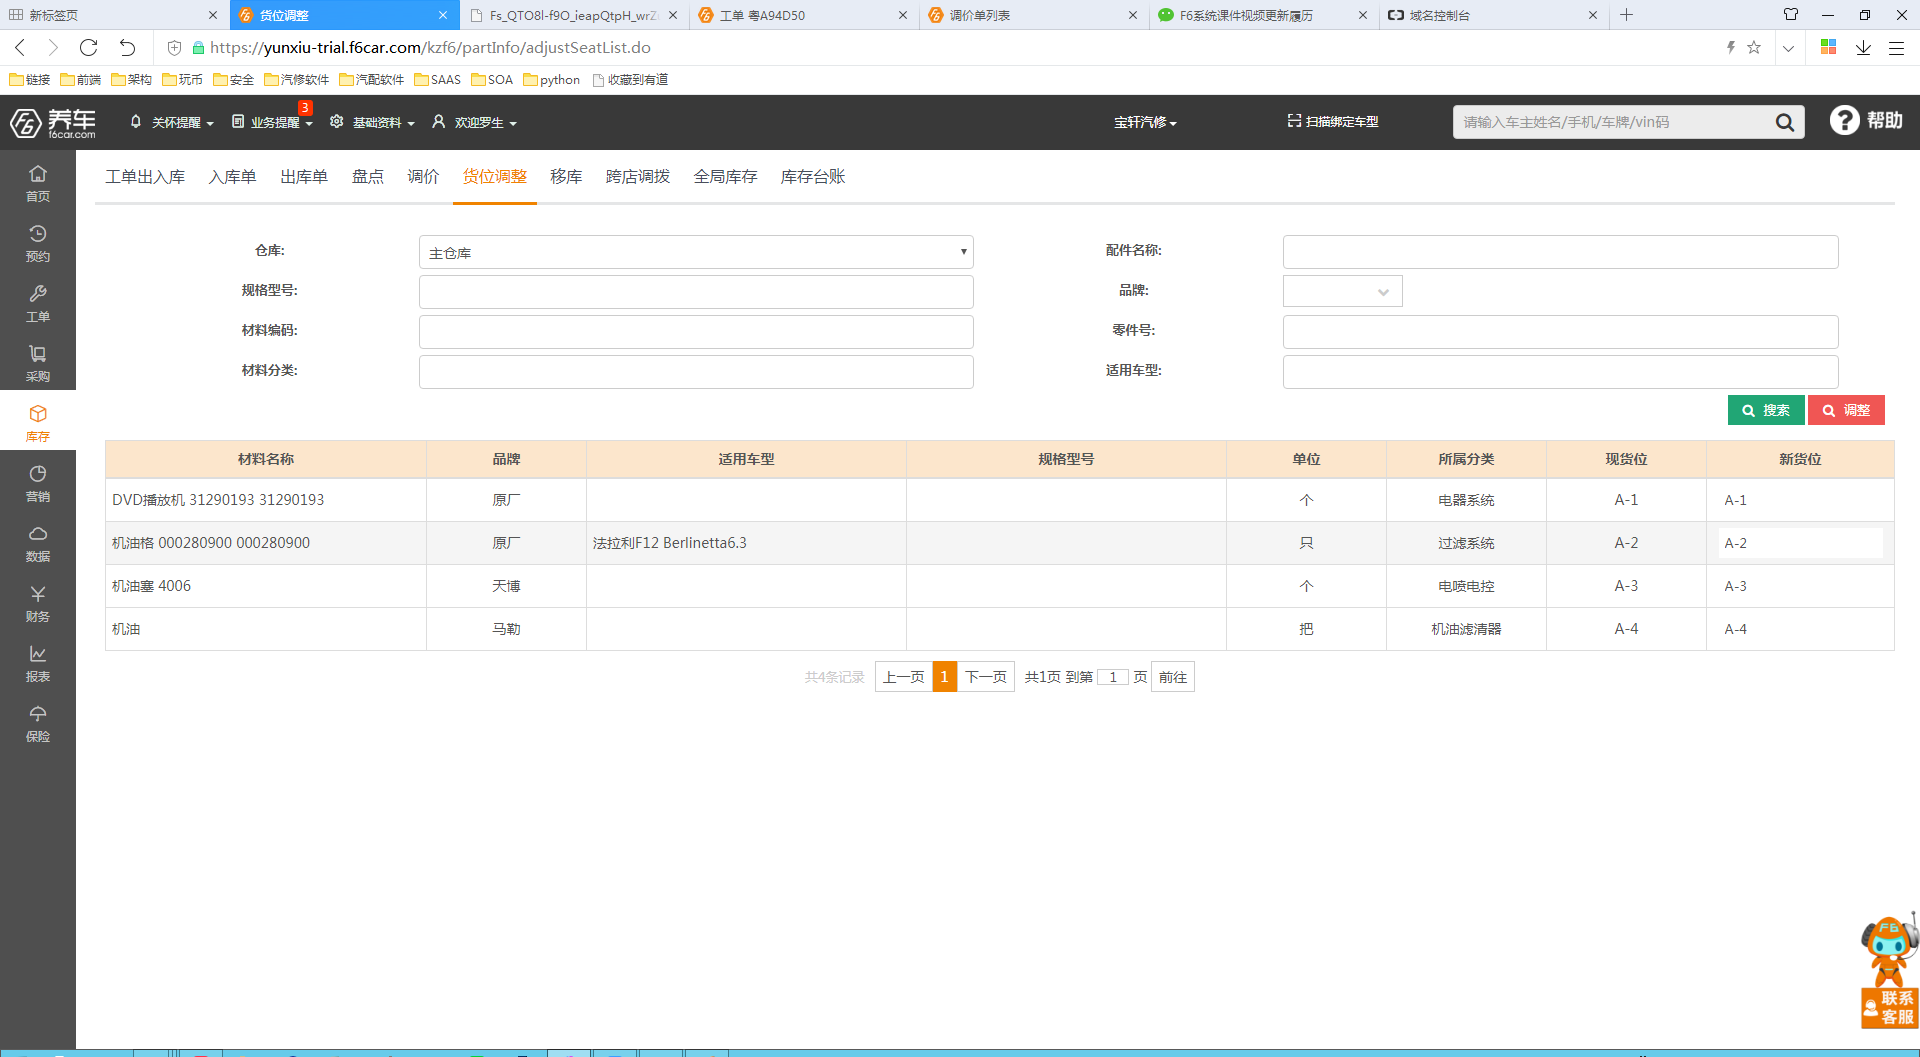 新标签页
货位调整
Fs_QTO8l-f9O_ieapQtpH_wrZ
工单 粤A94D50
调价单列表
F6系统课件视频更新履历
域名控制台
https://yunxiu-trial.f6car.com/kzf6/partInfo/adjustSeatList.do
链接 前端 架构 玩币 安全 汽修软件 汽配软件 SAAS SOA python 收藏到有道
养车
f6car.com
关怀提醒 业务提醒 3 基础资料 欢迎罗生 宝轩汽修 扫描绑定车型 请输入车主姓名/手机/车牌/vin码 ? 帮助
首页
预约
工单
采购
库存
营销
数据
财务
报表
保险
工单出入库 入库单 出库单 盘点 调价 货位调整 移库 跨店调拨 全局库存 库存台账
仓库: 主仓库 配件名称:
规格型号: 品牌:
材料编码: 零件号:
材料分类: 适用车型:
搜索 调整
材料名称 品牌 适用车型 规格型号 单位 所属分类 现货位 新货位
DVD播放机 31290193 31290193 原厂 个 电器系统 A-1 A-1
机油格 000280900 000280900 原厂 法拉利F12 Berlinetta6.3 只 过滤系统 A-2 A-2
机油塞 4006 天博 个 电喷电控 A-3 A-3
机油 马勒 把 机油滤清器 A-4 A-4
共4条记录 上一页 1 下一页 共1页 到第 1 页 前往
F6
联系
客服